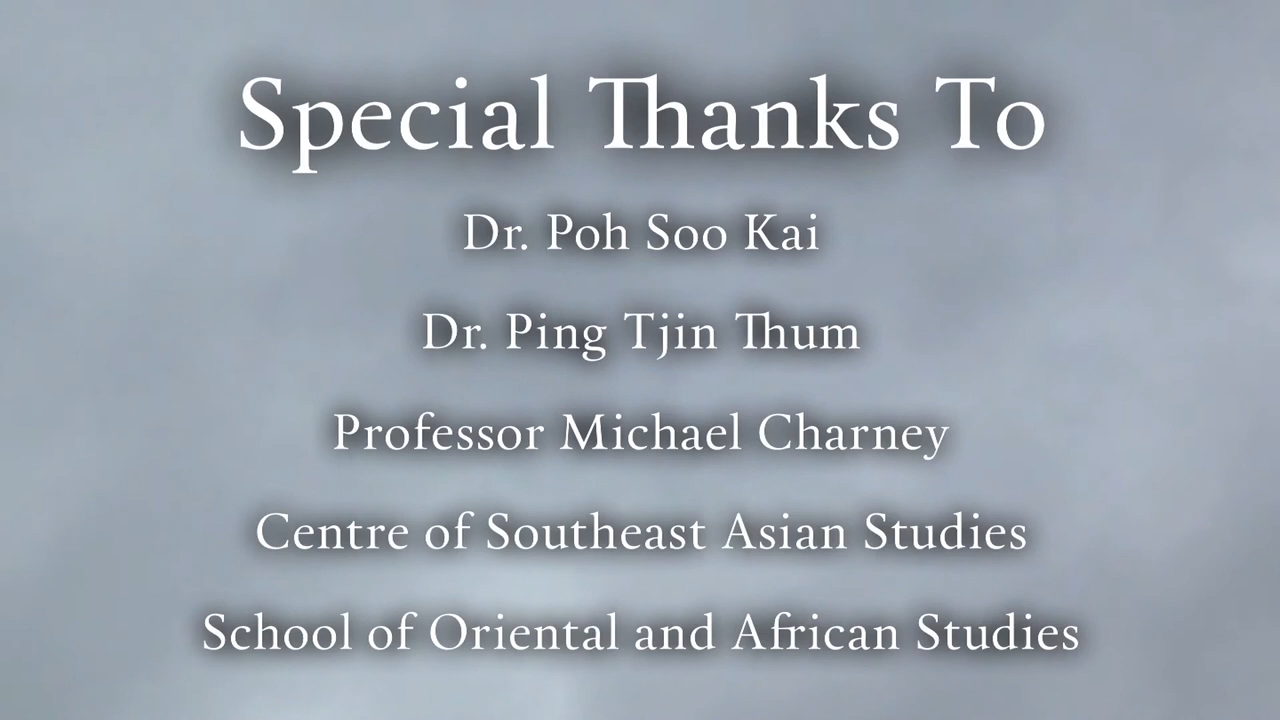 Special Thanks To
Dr. Poh Soo Kai
Dr. Ping Tjin Thum
Professor Michael Charney
Centre of Southeast Asian Studies
School of Oriental and African Studies